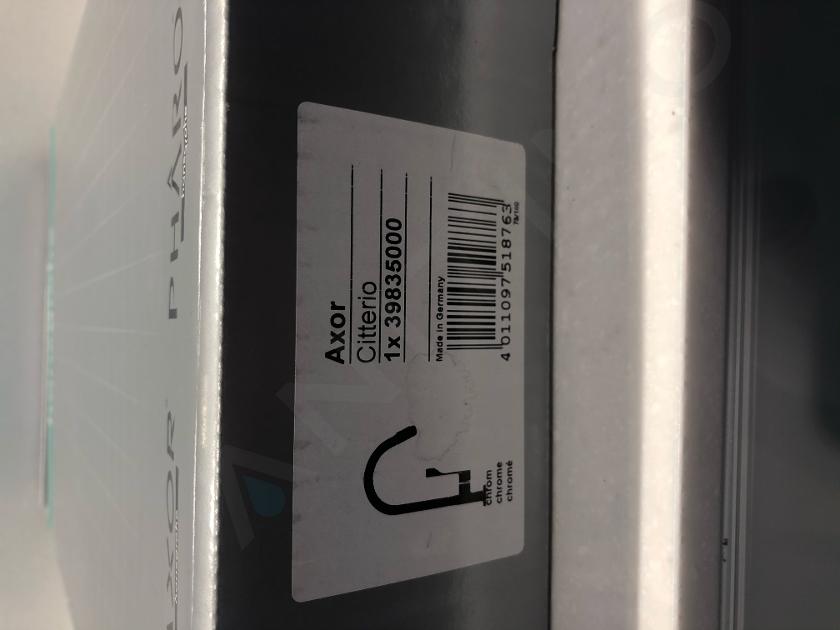 AXOR
PHARO
Axor
Citterio
1x 39835000
Made in Germany
4 011097 518763
chrom
chrome
chromé